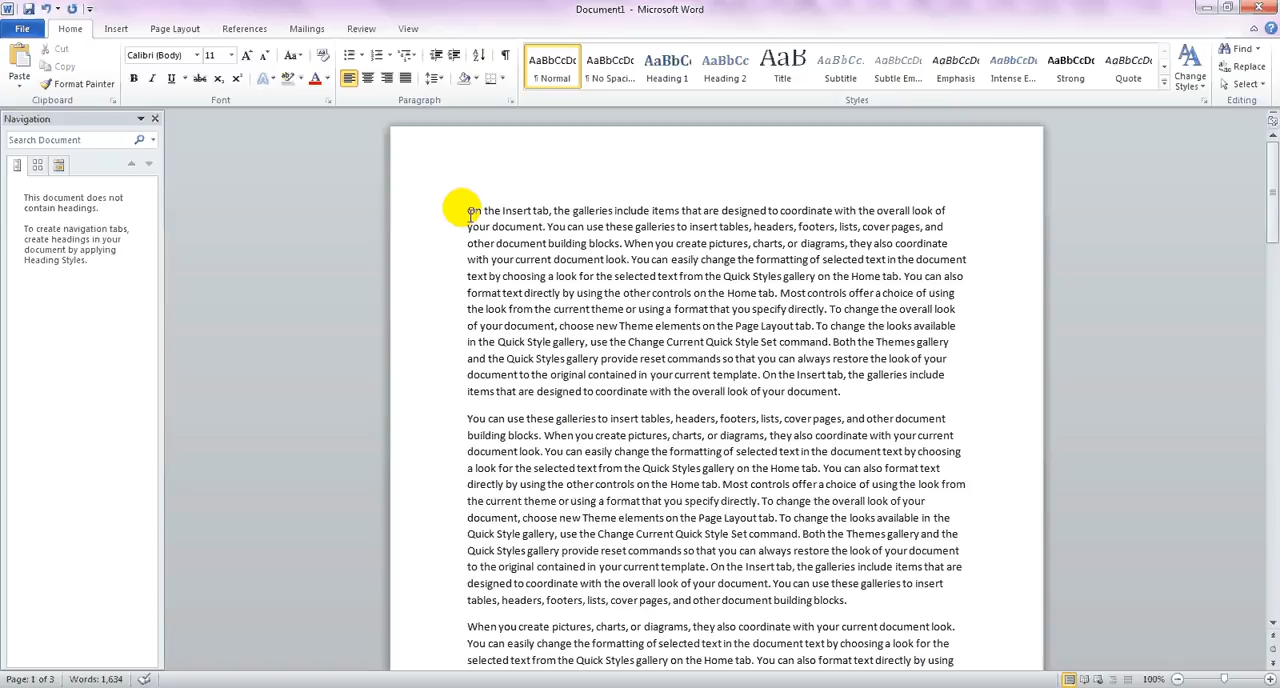 Document1 - Microsoft Word
File Home Insert Page Layout References Mailings Review View
Paste
Cut
Copy
Format Painter
Clipboard
Calibri (Body) 11
Font
Paragraph
AaBbCcDc AaBbCcDc AaBbC AaBbCc AaB AaBbCc. AaBbCcDc AaBbCcDc AaBbCcDc AaBbCcDc AaBbCcDc
¶ Normal ¶ No Spaci... Heading 1 Heading 2 Title Subtitle Subtle Em... Emphasis Intense E... Strong Quote
Styles
Change
Styles
Find
Replace
Select
Editing
Navigation
Search Document
This document does not
contain headings.
To create navigation tabs,
create headings in your
document by applying
Heading Styles.
On the Insert tab, the galleries include items that are designed to coordinate with the overall look of
your document. You can use these galleries to insert tables, headers, footers, lists, cover pages, and
other document building blocks. When you create pictures, charts, or diagrams, they also coordinate
with your current document look. You can easily change the formatting of selected text in the document
text by choosing a look for the selected text from the Quick Styles gallery on the Home tab. You can also
format text directly by using the other controls on the Home tab. Most controls offer a choice of using
the look from the current theme or using a format that you specify directly. To change the overall look
of your document, choose new Theme elements on the Page Layout tab. To change the looks available
in the Quick Style gallery, use the Change Current Quick Style Set command. Both the Themes gallery
and the Quick Styles gallery provide reset commands so that you can always restore the look of your
document to the original contained in your current template. On the Insert tab, the galleries include
items that are designed to coordinate with the overall look of your document.
You can use these galleries to insert tables, headers, footers, lists, cover pages, and other document
building blocks. When you create pictures, charts, or diagrams, they also coordinate with your current
document look. You can easily change the formatting of selected text in the document text by choosing
a look for the selected text from the Quick Styles gallery on the Home tab. You can also format text
directly by using the other controls on the Home tab. Most controls offer a choice of using the look from
the current theme or using a format that you specify directly. To change the overall look of your
document, choose new Theme elements on the Page Layout tab. To change the looks available in the
Quick Style gallery, use the Change Current Quick Style Set command. Both the Themes gallery and the
Quick Styles gallery provide reset commands so that you can always restore the look of your document
to the original contained in your current template. On the Insert tab, the galleries include items that are
designed to coordinate with the overall look of your document. You can use these galleries to insert
tables, headers, footers, lists, cover pages, and other document building blocks.
When you create pictures, charts, or diagrams, they also coordinate with your current document look.
You can easily change the formatting of selected text in the document text by choosing a look for the
selected text from the Quick Styles gallery on the Home tab. You can also format text directly by using
Page: 1 of 3 Words: 1,634 100%